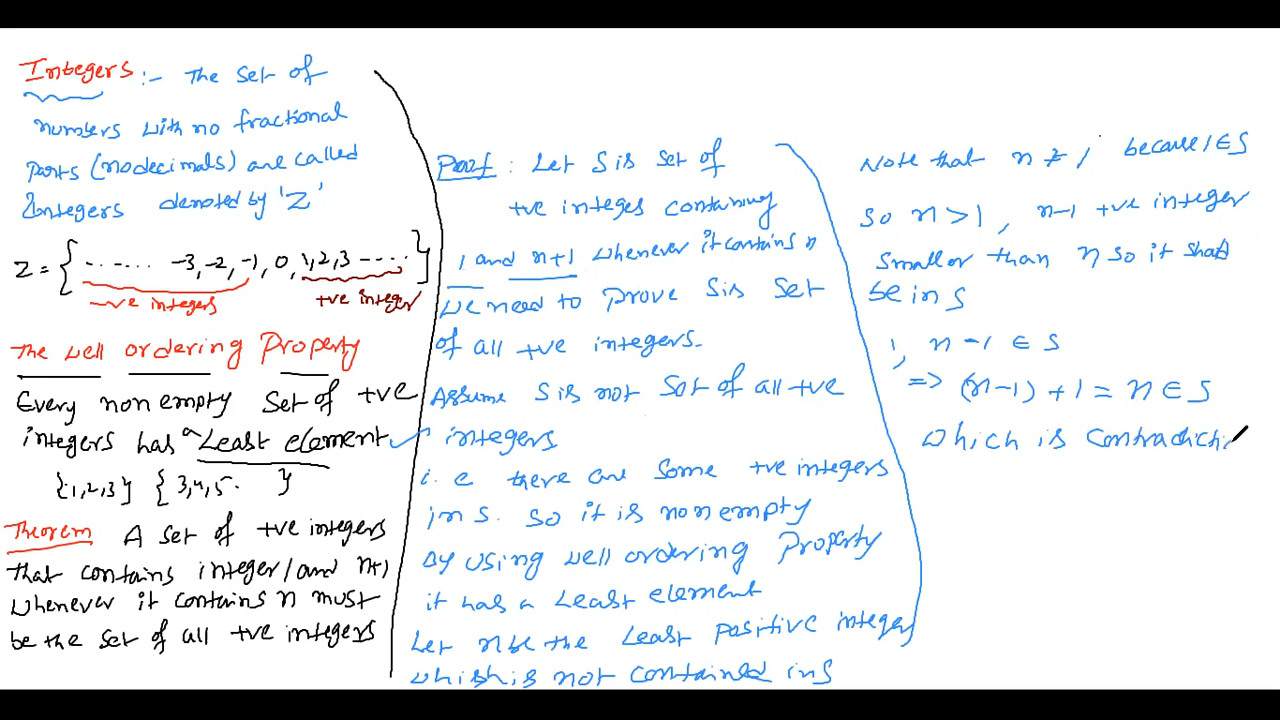 Integers :- The set of
numbers with no fractional
Parts (no decimals) are called
Integers denoted by 'Z'
Z = { ...... -3, -2, -1, 0, 1, 2, 3 ..... }
-ve integers +ve integer
The well ordering Property
Every non empty set of +ve
integers has a Least element
{1,2,3} {3,4,5. }
Theorem A set of +ve integers
that contains integer 1 and n+1
whenever it contains n must
be the set of all +ve integers
Proof : Let S is set of
+ve integes containing
1 and n+1 whenever it contains n
we need to prove S is set
of all +ve integers.
Assume S is not Set of all +ve
integers
i.e there are some +ve integers
in S. So it is non empty
By using well ordering Property
it has a Least element
Let n be the Least positive integer
which is not contained in S
Note that n ≠ 1 because 1 ∈ S
So n > 1, n-1 +ve integer
Smaller than n so it
be in S
, n-1 ∈ S
=> (n-1) + 1 = n ∈ S
which is contradicti